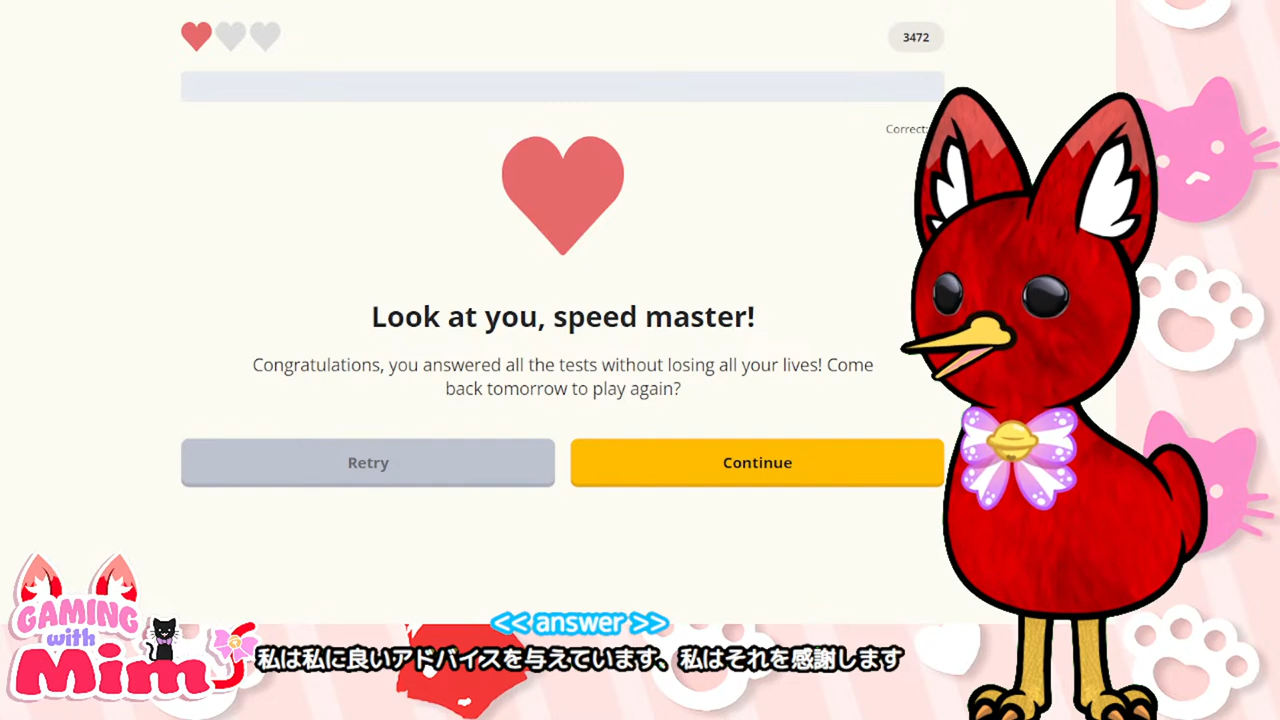 3472
Correct:
Look at you, speed master!
Congratulations, you answered all the tests without losing all your lives! Come
back tomorrow to play again?
Retry
Continue
GAMING
with
Mim
<< answer >>
私は私に良いアドバイスを与えています、私はそれを感謝します